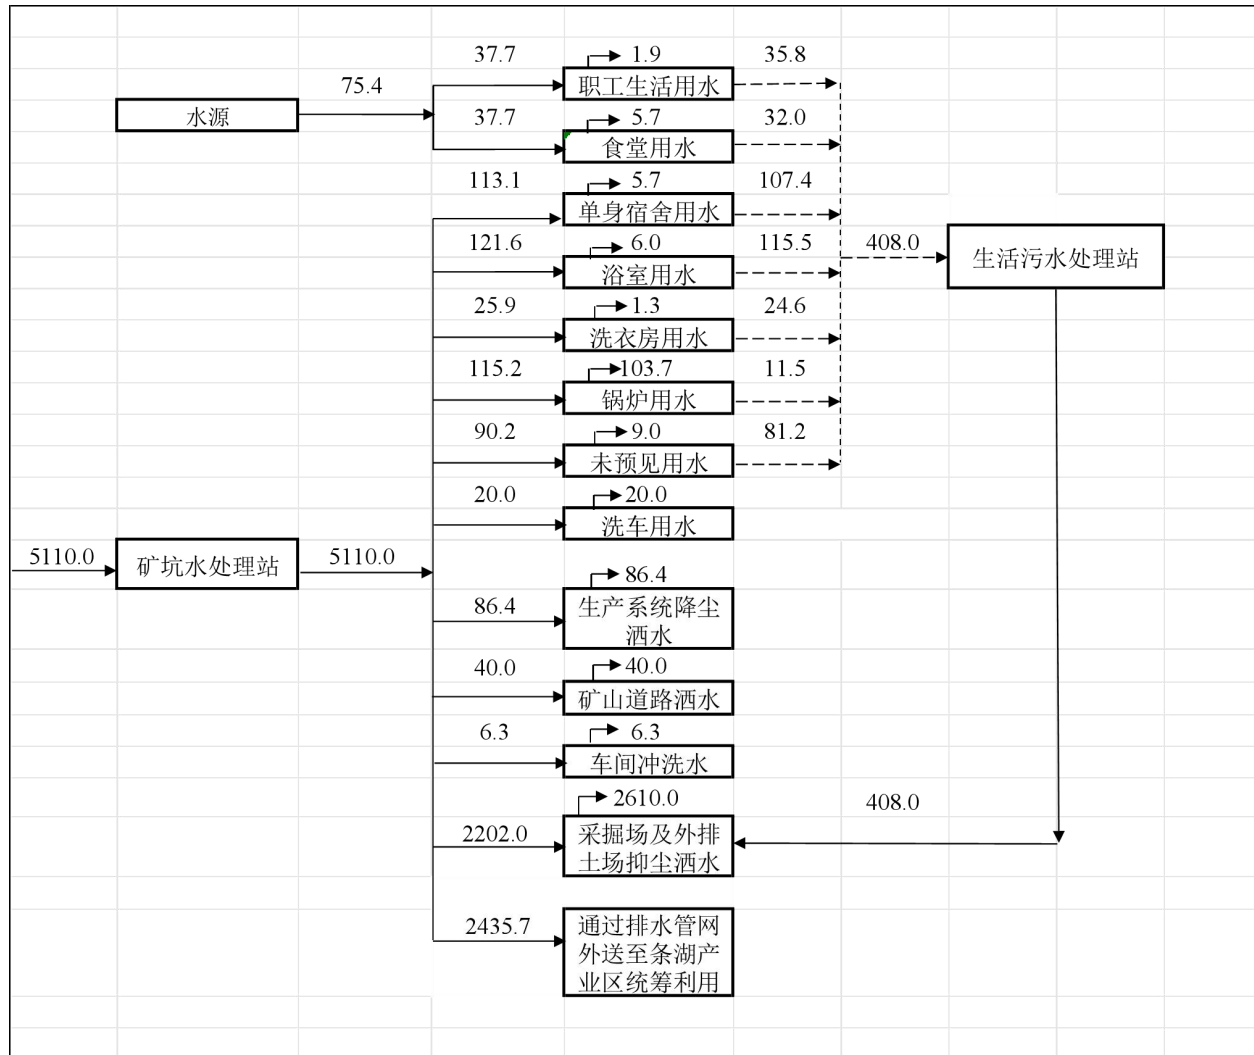 37.7
1.9
35.8
75.4
职工生活用水
水源
37.7
5.7
32.0
食堂用水
113.1
5.7
107.4
单身宿舍用水
121.6
6.0
115.5
408.0
生活污水处理站
浴室用水
25.9
1.3
24.6
洗衣房用水
115.2
103.7
11.5
锅炉用水
90.2
9.0
81.2
未预见用水
20.0
20.0
洗车用水
5110.0
矿坑水处理站
5110.0
86.4
86.4
生产系统降尘
洒水
40.0
40.0
矿山道路洒水
6.3
6.3
车间冲洗水
2610.0
408.0
2202.0
采掘场及外排
土场抑尘洒水
2435.7
通过排水管网
外送至条湖产
业区统筹利用